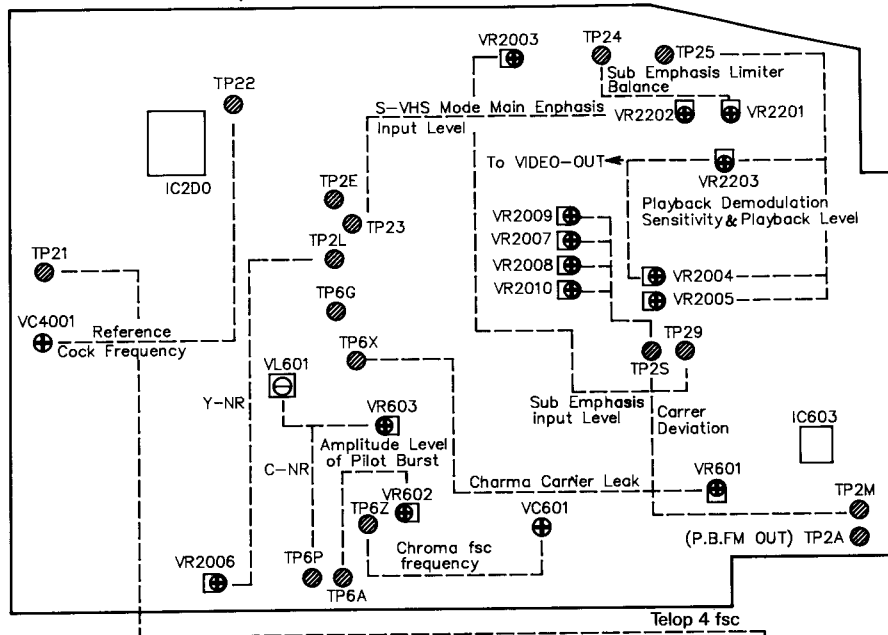 VR2003
TP24
TP25
Sub Emphasis Limiter
Balance
TP22
S-VHS Mode Main Enphasis
Input Level
VR2202
VR2201
IC2D0
To VIDEO-OUT
VR2203
TP2E
TP23
Playback Demodulation
Sensitivity & Playback Level
VR2009
VR2007
VR2008
VR2010
TP2L
TP21
VR2004
VR2005
TP6G
VC4001
Reference
Cock Frequency
TP6X
TP29
TP2S
VL601
Y-NR
VR603
Sub Emphasis
input Level
Carrer
Deviation
IC603
Amplitude Level
of Pilot Burst
C-NR
Charma Carrier Leak
VR601
VR602
TP6Z
VC601
TP2M
(P.B.FM OUT) TP2A
Chroma fsc
frequency
VR2006
TP6P
TP6A
Telop 4 fsc